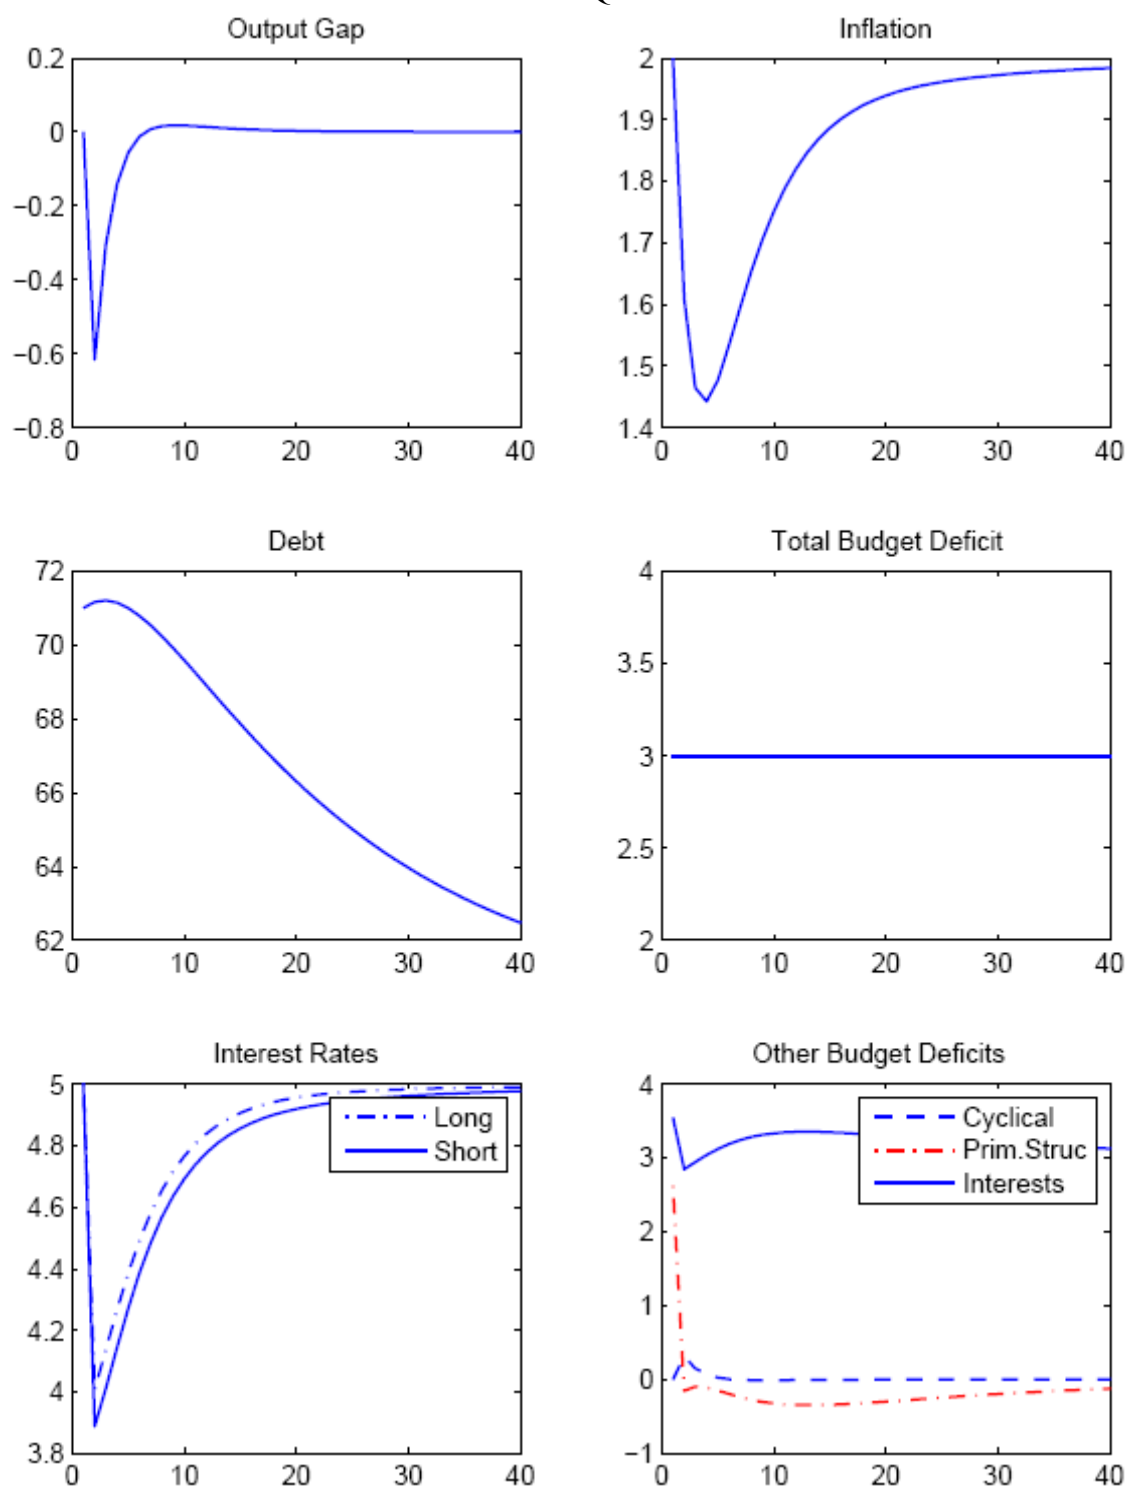 Output Gap
0.2
0
−0.2
−0.4
−0.6
−0.8
0 10 20 30 40
Inflation
2
1.9
1.8
1.7
1.6
1.5
1.4
0 10 20 30 40
Debt
72
70
68
66
64
62
0 10 20 30 40
Total Budget Deficit
4
3.5
3
2.5
2
0 10 20 30 40
Interest Rates
5
4.8
4.6
4.4
4.2
4
3.8
0 10 20 30 40
Long
Short
Other Budget Deficits
4
3
2
1
0
−1
0 10 20 30 40
Cyclical
Prim.Struc
Interests